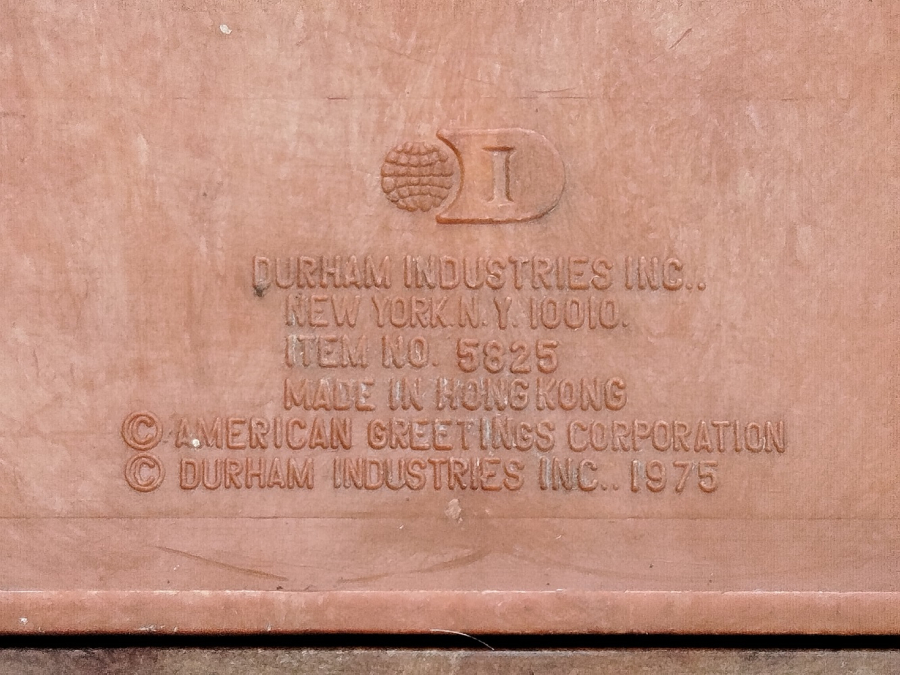 DI
DURHAM INDUSTRIES INC..
NEW YORK.N.Y. 10010.
ITEM NO. 5825
MADE IN HONG KONG
© AMERICAN GREETINGS CORPORATION
© DURHAM INDUSTRIES INC.. 1975